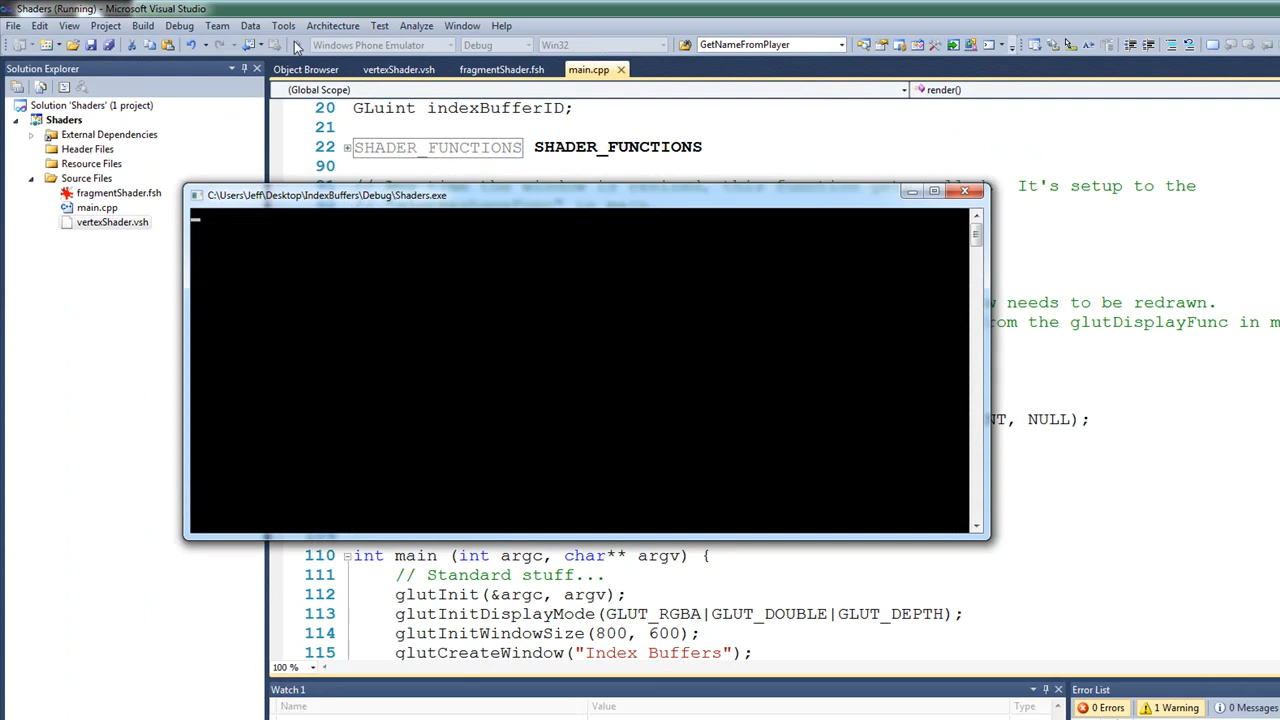 Shaders (Running) - Microsoft Visual Studio
File Edit View Project Build Debug Team Data Tools Architecture Test Analyze Window Help
Windows Phone Emulator Debug Win32 GetNameFromPlayer
Solution Explorer
Object Browser vertexShader.vsh fragmentShader.fsh main.cpp
(Global Scope) render()
Solution 'Shaders' (1 project)
Shaders
External Dependencies
Header Files
Resource Files
Source Files
fragmentShader.fsh
main.cpp
vertexShader.vsh
20 GLuint indexBufferID;
21
22 SHADER_FUNCTIONS SHADER_FUNCTIONS
90
It's setup to the
C:\Users\Jeff\Desktop\IndexBuffers\Debug\Shaders.exe
w needs to be redrawn.
om the glutDisplayFunc in m
NT, NULL);
110 int main (int argc, char** argv) {
111 // Standard stuff...
112 glutInit(&argc, argv);
113 glutInitDisplayMode(GLUT_RGBA|GLUT_DOUBLE|GLUT_DEPTH);
114 glutInitWindowSize(800, 600);
115 glutCreateWindow("Index Buffers");
100 %
Watch 1 Error List
Name Value Type
0 Errors 1 Warning 0 Messages